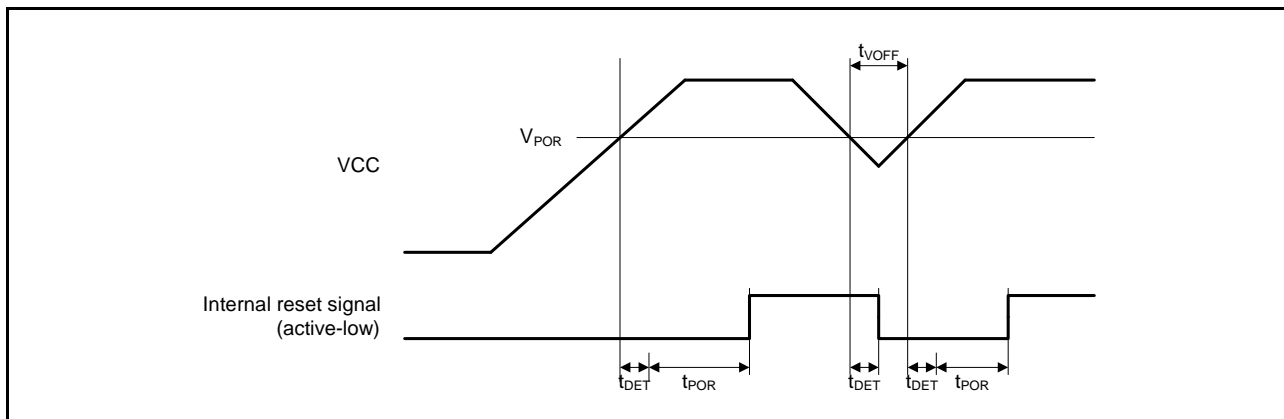 tVOFF
VPOR
VCC
Internal reset signal
(active-low)
tDET tPOR tDET tDET tPOR